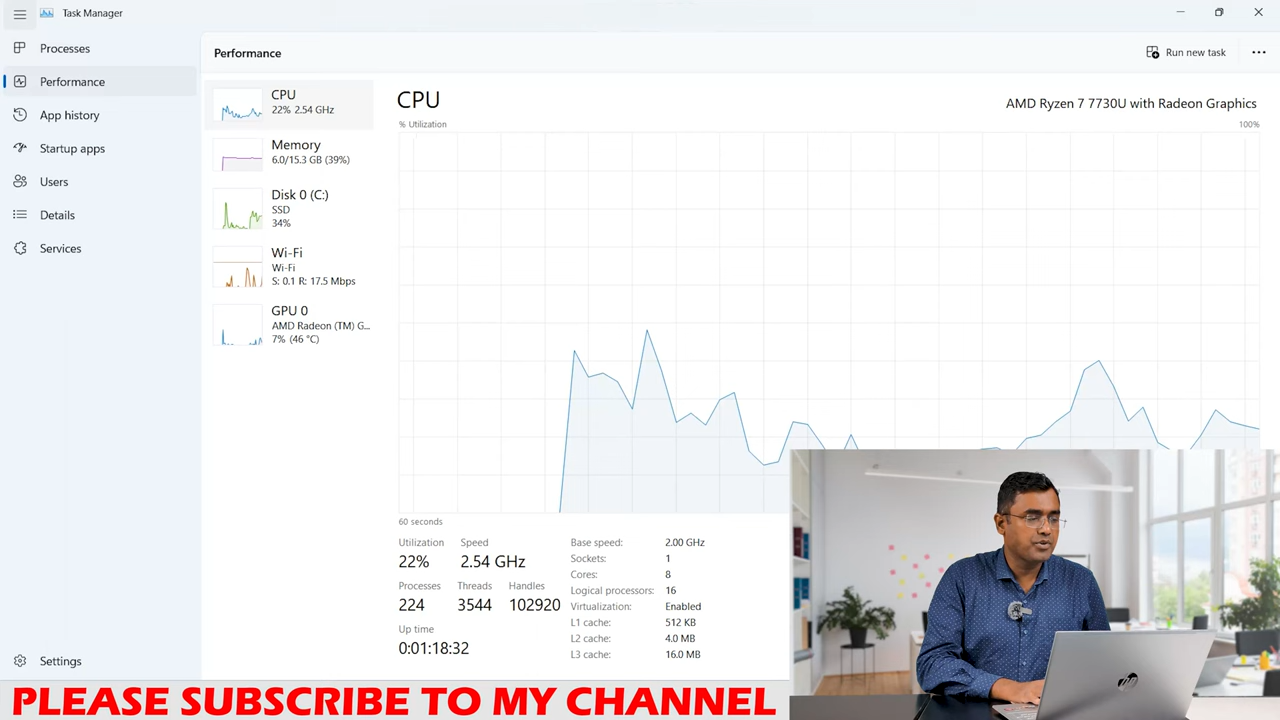 Task Manager
Processes
Performance
App history
Startup apps
Users
Details
Services
Settings
Performance
Run new task
CPU
22% 2.54 GHz
Memory
6.0/15.3 GB (39%)
Disk 0 (C:)
SSD
34%
Wi-Fi
Wi-Fi
S: 0.1 R: 17.5 Mbps
GPU 0
AMD Radeon (TM) G...
7% (46 °C)
CPU
AMD Ryzen 7 7730U with Radeon Graphics
% Utilization
100%
60 seconds
Utilization
22%
Speed
2.54 GHz
Processes
224
Threads
3544
Handles
102920
Up time
0:01:18:32
Base speed: 2.00 GHz
Sockets: 1
Cores: 8
Logical processors: 16
Virtualization: Enabled
L1 cache: 512 KB
L2 cache: 4.0 MB
L3 cache: 16.0 MB
PLEASE SUBSCRIBE TO MY CHANNEL
hp